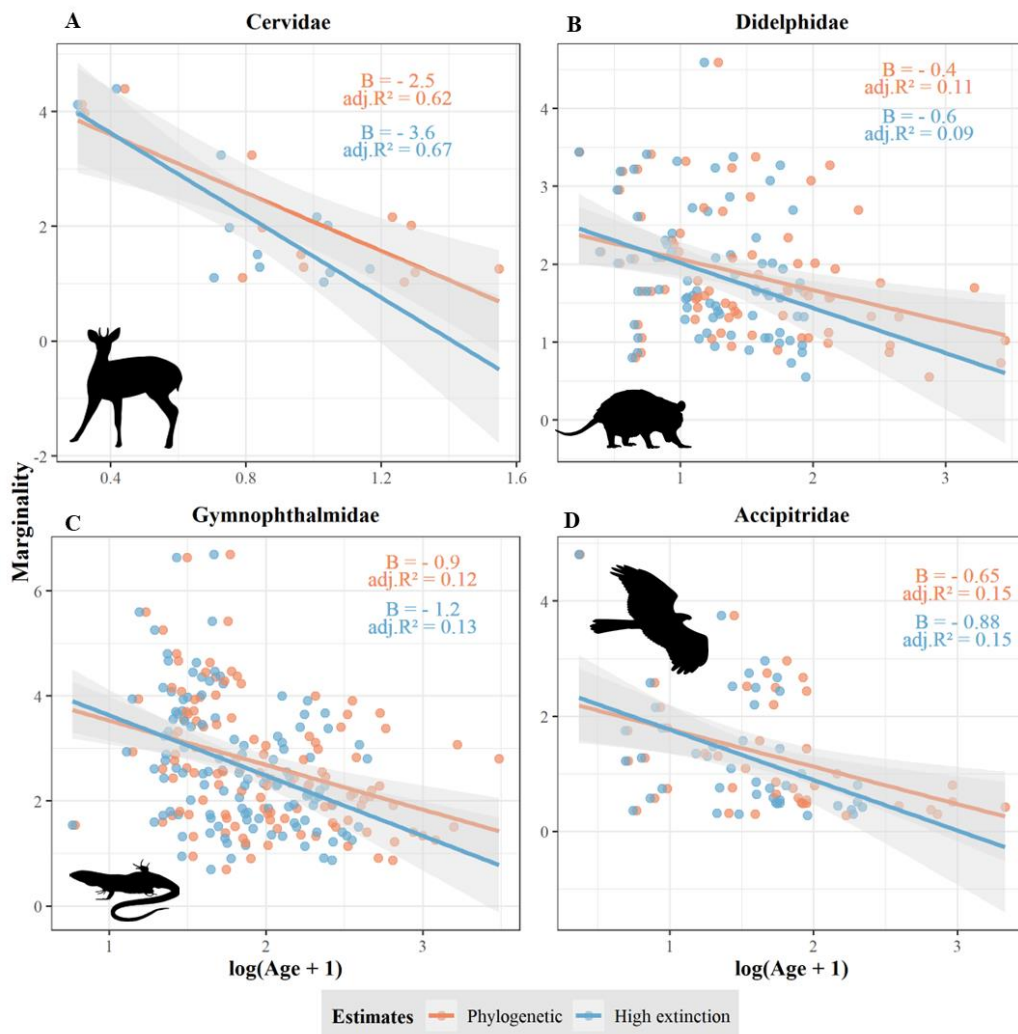 A Cervidae
B = - 2.5
adj.R² = 0.62
B = - 3.6
adj.R² = 0.67
4
2
0
-2
0.4 0.8 1.2 1.6
B Didelphidae
B = - 0.4
adj.R² = 0.11
B = - 0.6
adj.R² = 0.09
4
3
2
1
0
1 2 3
Marginality
C Gymnophthalmidae
B = - 0.9
adj.R² = 0.12
B = - 1.2
adj.R² = 0.13
6
4
2
0
1 2 3
log(Age + 1)
D Accipitridae
B = - 0.65
adj.R² = 0.15
B = - 0.88
adj.R² = 0.15
4
2
0
1 2 3
log(Age + 1)
Estimates Phylogenetic High extinction